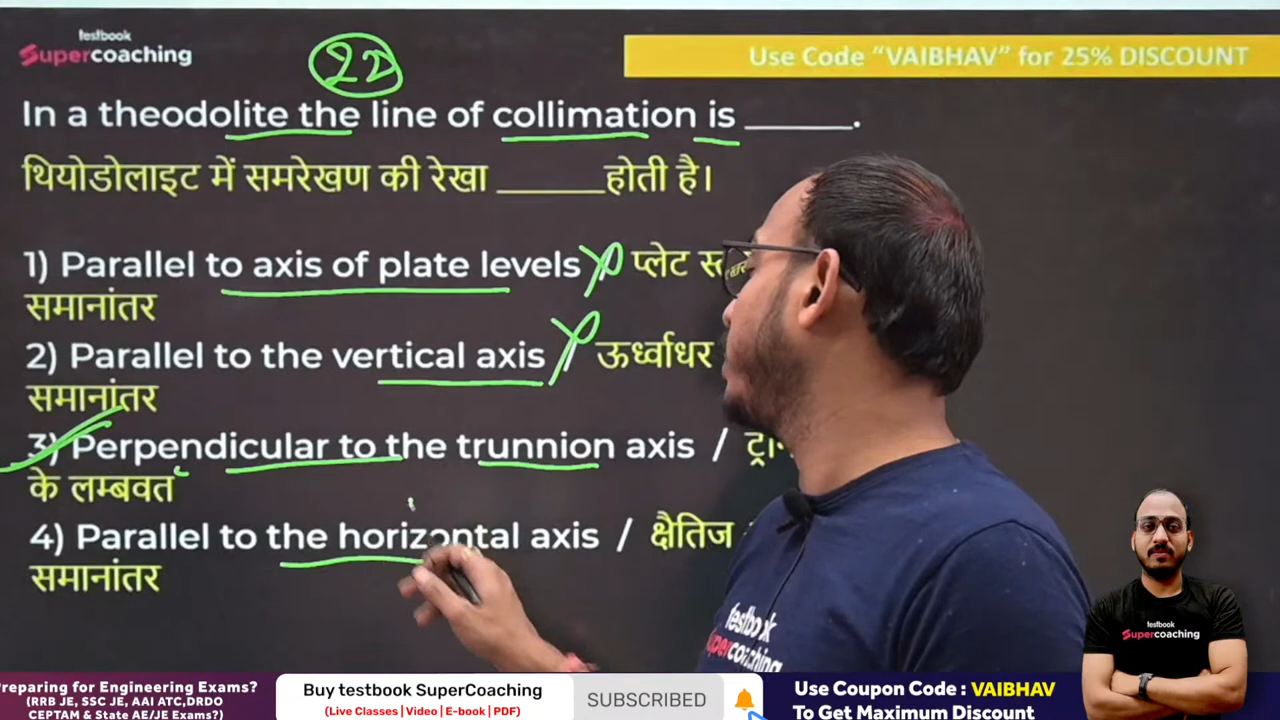 testbook
Supercoaching
22
Use Code “VAIBHAV” for 25% DISCOUNT
In a theodolite the line of collimation is ______.
थियोडोलाइट में समरेखण की रेखा ______होती है।
1) Parallel to axis of plate levels प्लेट
समानांतर
2) Parallel to the vertical axis ऊर्ध्वाधर
समानांतर
3) Perpendicular to the trunnion axis /
के लम्बवत
4) Parallel to the horizontal axis / क्षैतिज
समानांतर
testbook
Supercoaching
testbook
Supercoaching
Preparing for Engineering Exams?
(RRB JE, SSC JE, AAI ATC,DRDO
CEPTAM & State AE/JE Exams?)
Buy testbook SuperCoaching
(Live Classes | Video | E-book | PDF)
SUBSCRIBED
Use Coupon Code : VAIBHAV
To Get Maximum Discount